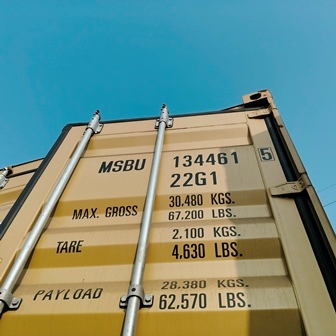 MSBU 134461 5
22G1
MAX. GROSS 30,480 KGS.
67,200 LBS.
TARE 2.100 KGS.
4,630 LBS.
PAYLOAD 28,380 KGS.
62,570 LBS.